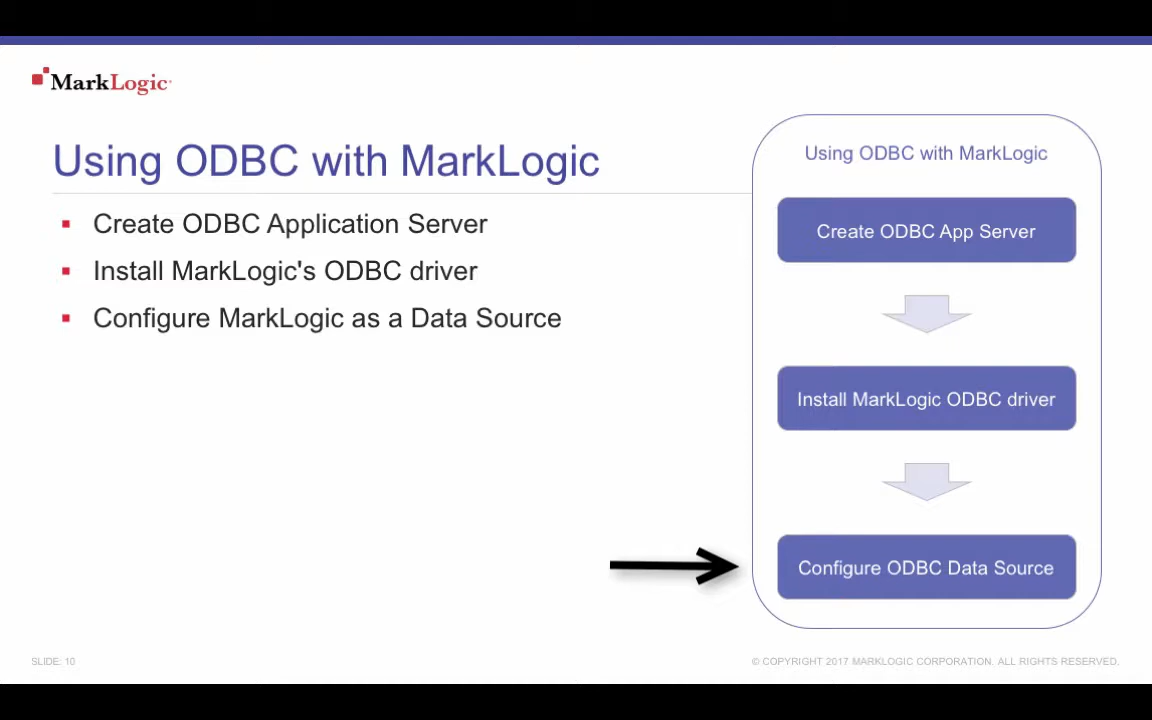 MarkLogic
Using ODBC with MarkLogic
Create ODBC Application Server
Install MarkLogic's ODBC driver
Configure MarkLogic as a Data Source
Using ODBC with MarkLogic
Create ODBC App Server
Install MarkLogic ODBC driver
Configure ODBC Data Source
SLIDE: 10
© COPYRIGHT 2017 MARKLOGIC CORPORATION. ALL RIGHTS RESERVED.